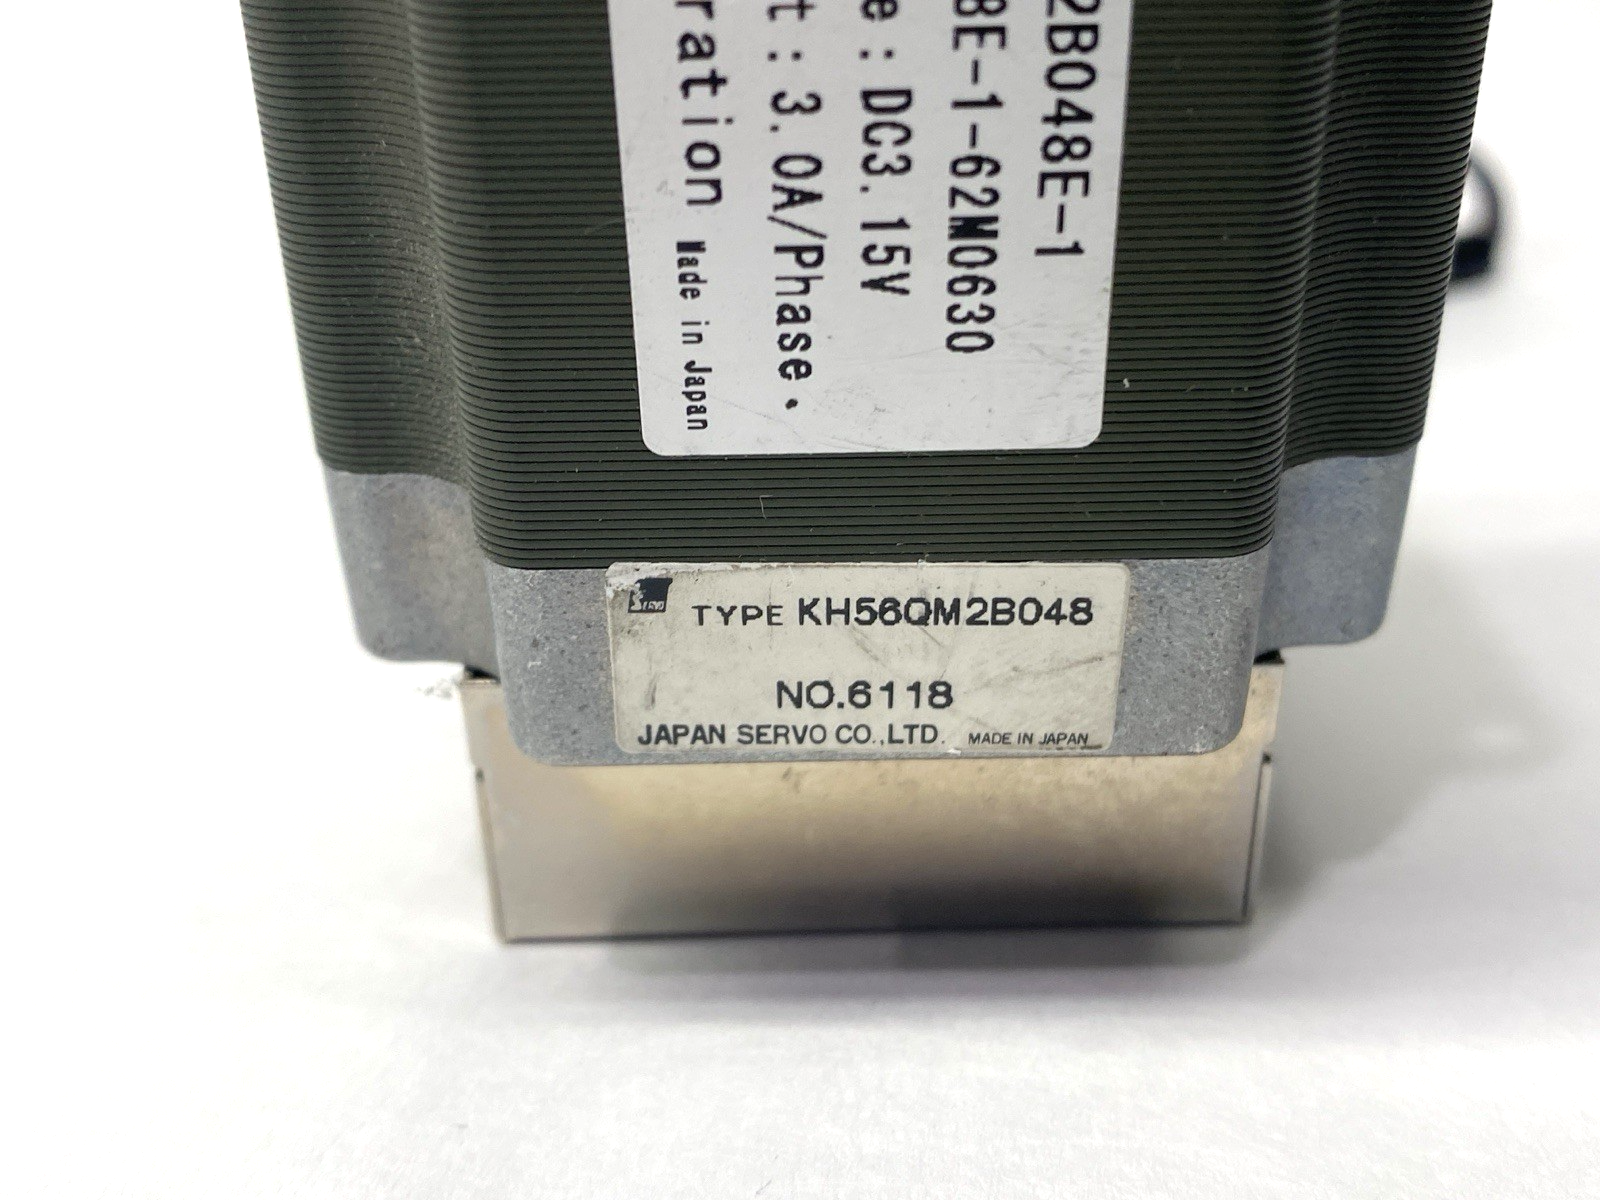 2B048E-1
8E-1-62M0630
e : DC3.15V
t : 3.0A/Phase.
ration Made in Japan
SERVO
TYPE KH56QM2B048
NO.6118
JAPAN SERVO CO.,LTD. MADE IN JAPAN